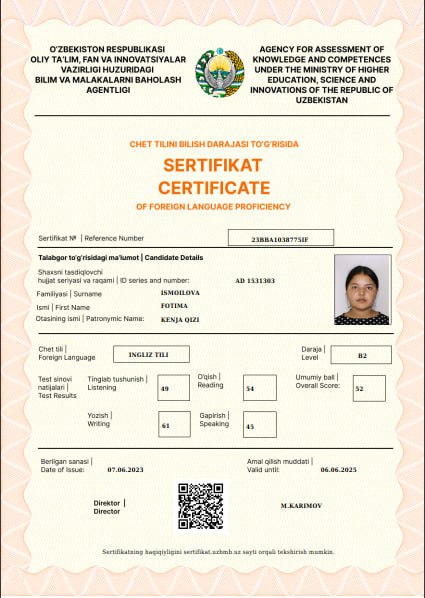 O'ZBEKISTON RESPUBLIKASI
OLIY TA'LIM, FAN VA INNOVATSIYALAR
VAZIRLIGI HUZURIDAGI
BILIM VA MALAKALARNI BAHOLASH
AGENTLIGI
AGENCY FOR ASSESSMENT OF
KNOWLEDGE AND COMPETENCES
UNDER THE MINISTRY OF HIGHER
EDUCATION, SCIENCE AND
INNOVATIONS OF THE REPUBLIC OF
UZBEKISTAN
CHET TILINI BILISH DARAJASI TO'G'RISIDA
SERTIFIKAT
CERTIFICATE
OF FOREIGN LANGUAGE PROFICIENCY
Sertifikat № | Reference Number 23BBA1038775IF
Talabgor to'g'risidagi ma'lumot | Candidate Details
Shaxsni tasdiqlovchi
hujjat seriyasi va raqami | ID series and number: AD 1531303
Familiyasi | Surname ISMOILOVA
Ismi | First Name FOTIMA
Otasining ismi | Patronymic Name: KENJA QIZI
Chet tili | Foreign Language INGLIZ TILI
Daraja | Level B2
Test sinovi natijalari | Test Results
Tinglab tushunish | Listening 49
O'qish | Reading 54
Umumiy ball | Overall Score: 52
Yozish | Writing 61
Gapirish | Speaking 45
Berilgan sanasi | Date of Issue: 07.06.2023
Amal qilish muddati | Valid until: 06.06.2025
Direktor | Director
M.KARIMOV
Sertifikatning haqiqiyligini sertifikat.uzbmb.uz sayti orqali tekshirish mumkin.